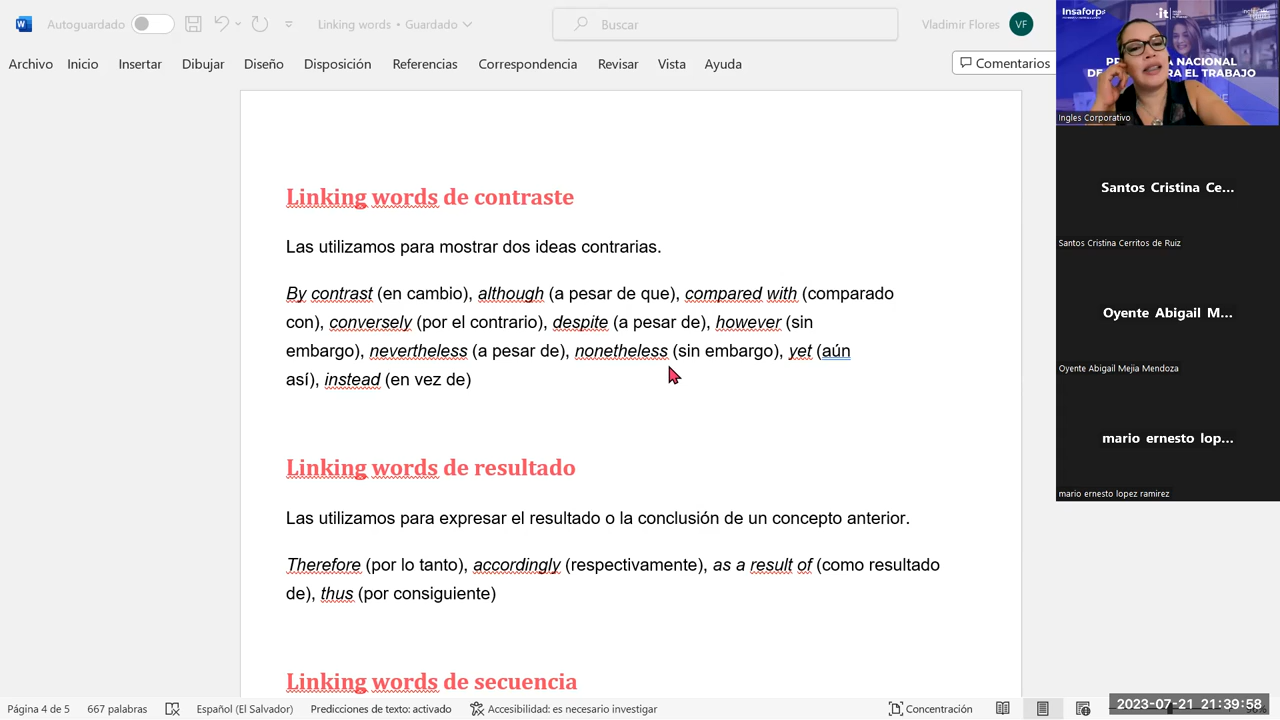 Autoguardado
Linking words • Guardado
Buscar
Vladimir Flores
VF
Archivo Inicio Insertar Dibujar Diseño Disposición Referencias Correspondencia Revisar Vista Ayuda
Comentarios
Linking words de contraste
Las utilizamos para mostrar dos ideas contrarias.
By contrast (en cambio), although (a pesar de que), compared with (comparado
con), conversely (por el contrario), despite (a pesar de), however (sin
embargo), nevertheless (a pesar de), nonetheless (sin embargo), yet (aún
así), instead (en vez de)
Linking words de resultado
Las utilizamos para expresar el resultado o la conclusión de un concepto anterior.
Therefore (por lo tanto), accordingly (respectivamente), as a result of (como resultado
de), thus (por consiguiente)
Linking words de secuencia
Página 4 de 5 667 palabras Español (El Salvador) Predicciones de texto: activado Accesibilidad: es necesario investigar Concentración
2023-07-21 21:39:58
Insaforp
NACIONAL
RA EL TRABAJO
Ingles Corporativo
Santos Cristina Ce...
Santos Cristina Cerritos de Ruiz
Oyente Abigail M...
Oyente Abigail Mejia Mendoza
mario ernesto lop...
mario ernesto lopez ramirez